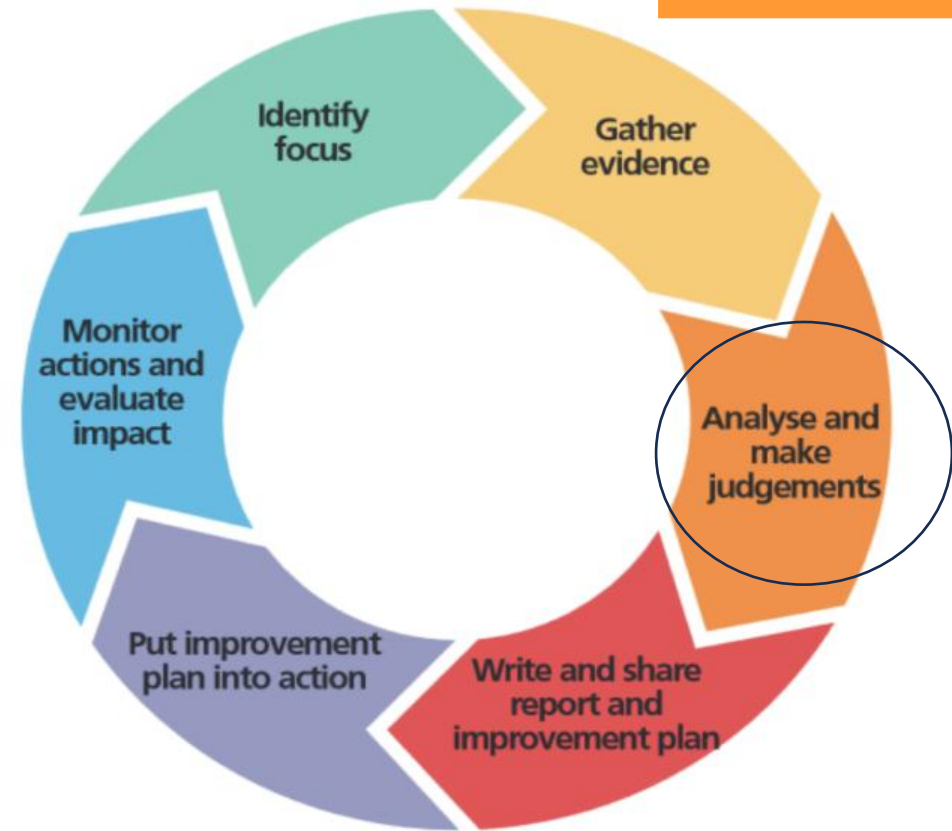 Identify
focus
Gather
evidence
Analyse and
make
judgements
Write and share
report and
improvement plan
Put improvement
plan into action
Monitor
actions and
evaluate
impact